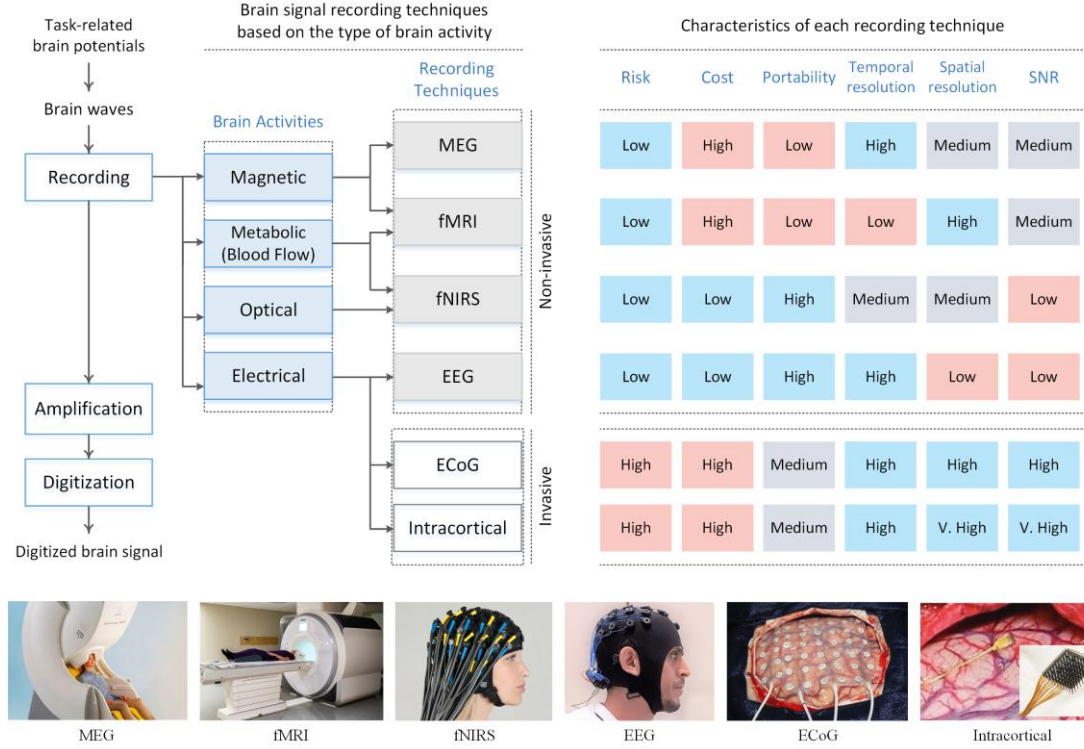 Task-related
brain potentials
Brain waves
Recording
Amplification
Digitization
Digitized brain signal
Brain signal recording techniques
based on the type of brain activity
Brain Activities
Magnetic
Metabolic
(Blood Flow)
Optical
Electrical
Recording
Techniques
MEG
fMRI
fNIRS
EEG
ECoG
Intracortical
Non-invasive
Invasive
Characteristics of each recording technique
Risk Cost Portability Temporal resolution Spatial resolution SNR
Low High Low High Medium Medium
Low High Low Low High Medium
Low Low High Medium Medium Low
Low Low High High Low Low
High High Medium High High High
High High Medium High V. High V. High
MEG fMRI fNIRS EEG ECoG Intracortical